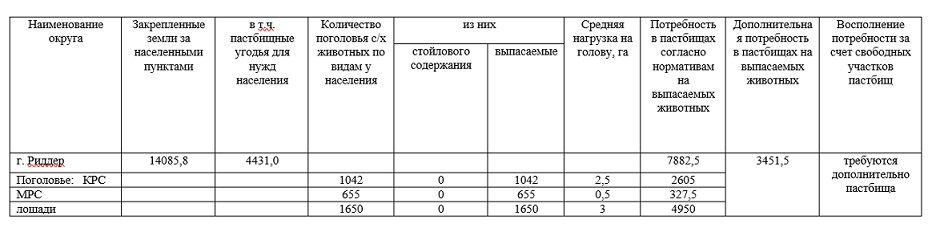 Наименование округа
Закрепленные земли за населенными пунктами
в т.ч. пастбищные угодья для нужд населения
Количество поголовья с/х животных по видам у населения
из них
стойлового содержания
выпасаемые
Средняя нагрузка на голову, га
Потребность в пастбищах согласно нормативам на выпасаемых животных
Дополнительная потребность в пастбищах на выпасаемых животных
Восполнение потребности за счет свободных участков пастбищ
г. Риддер 14085,8 4431,0 7882,5 3451,5 требуются дополнительно пастбища
Поголовье: КРС 1042 0 1042 2,5 2605
МРС 655 0 655 0,5 327,5
лошади 1650 0 1650 3 4950